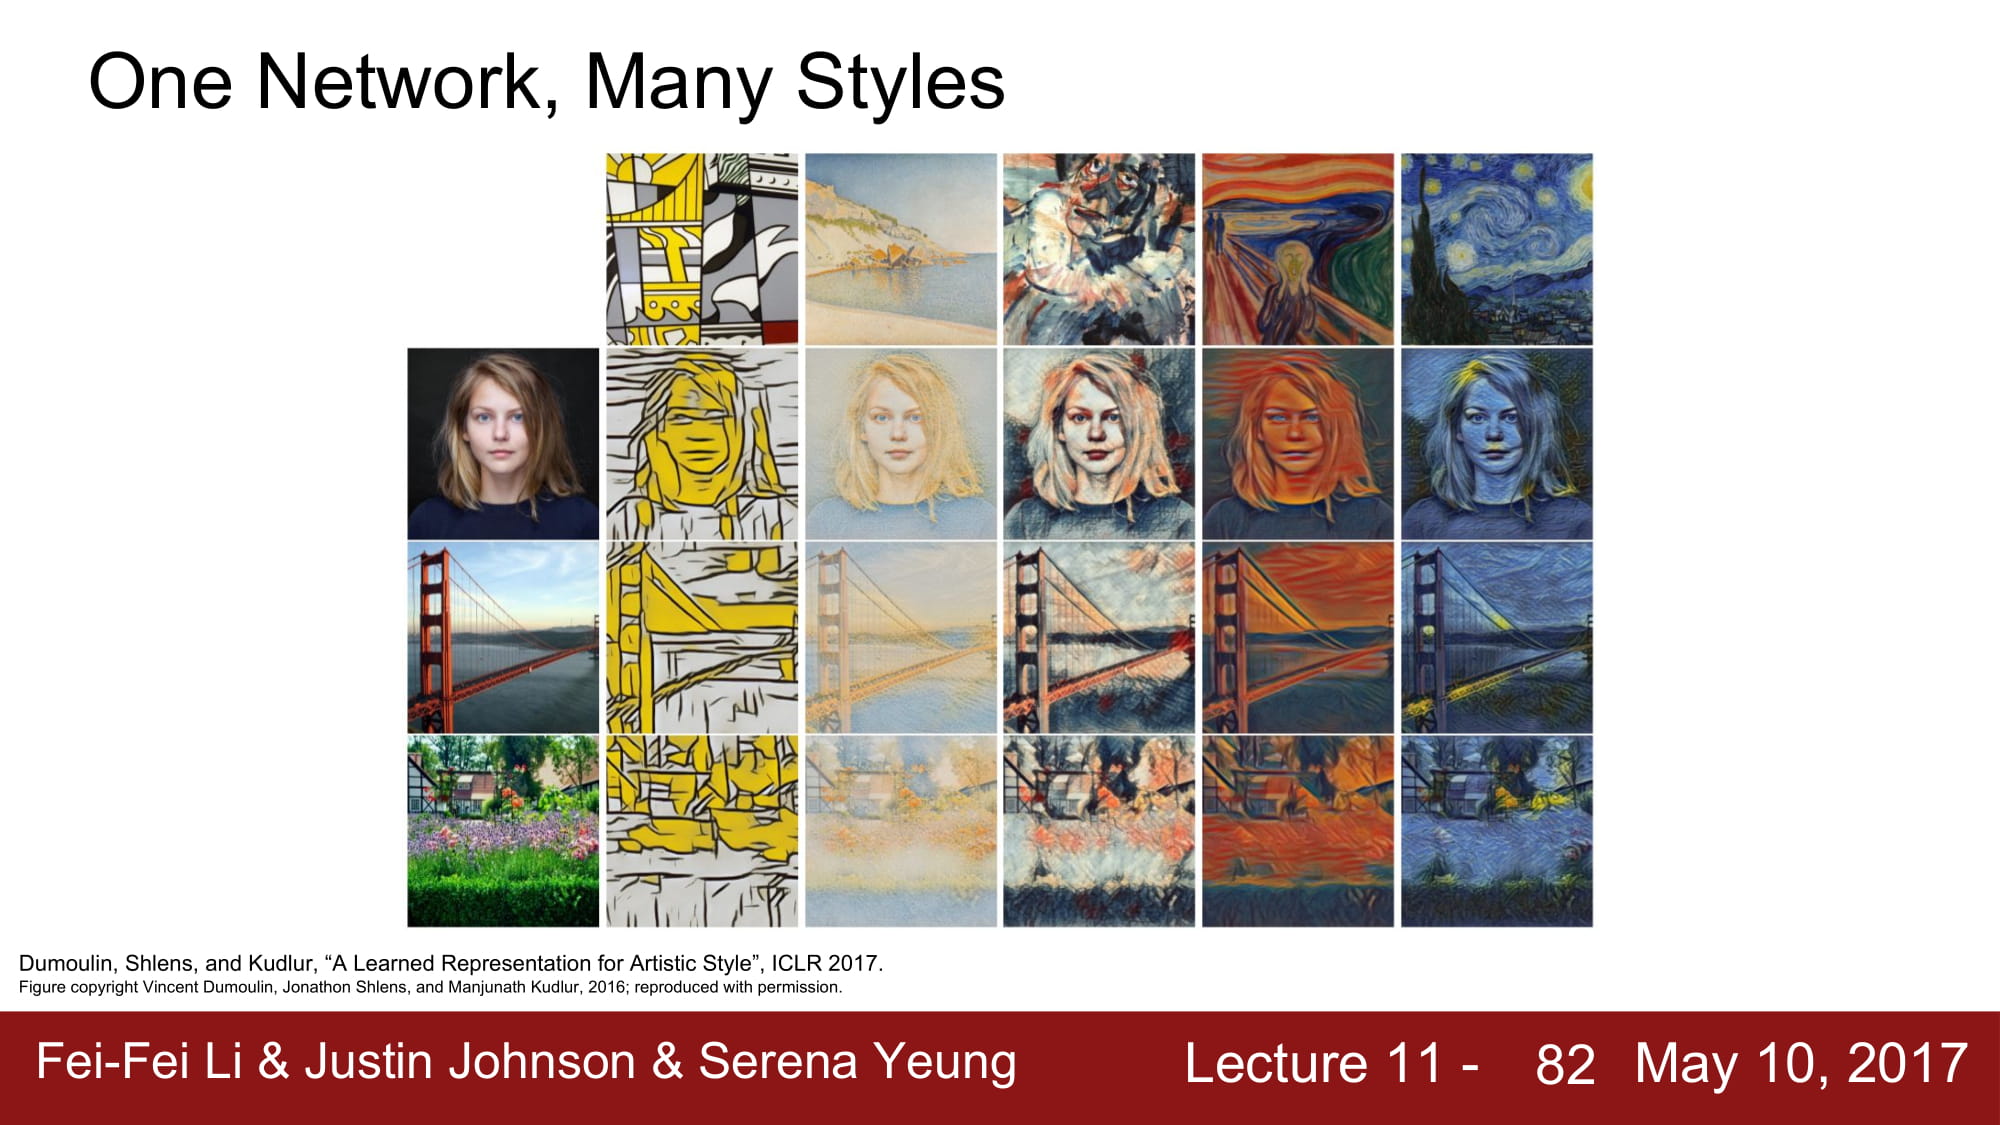 One Network, Many Styles
Dumoulin, Shlens, and Kudlur, “A Learned Representation for Artistic Style”, ICLR 2017.
Figure copyright Vincent Dumoulin, Jonathon Shlens, and Manjunath Kudlur, 2016; reproduced with permission.
Fei-Fei Li & Justin Johnson & Serena Yeung Lecture 11 - 82 May 10, 2017